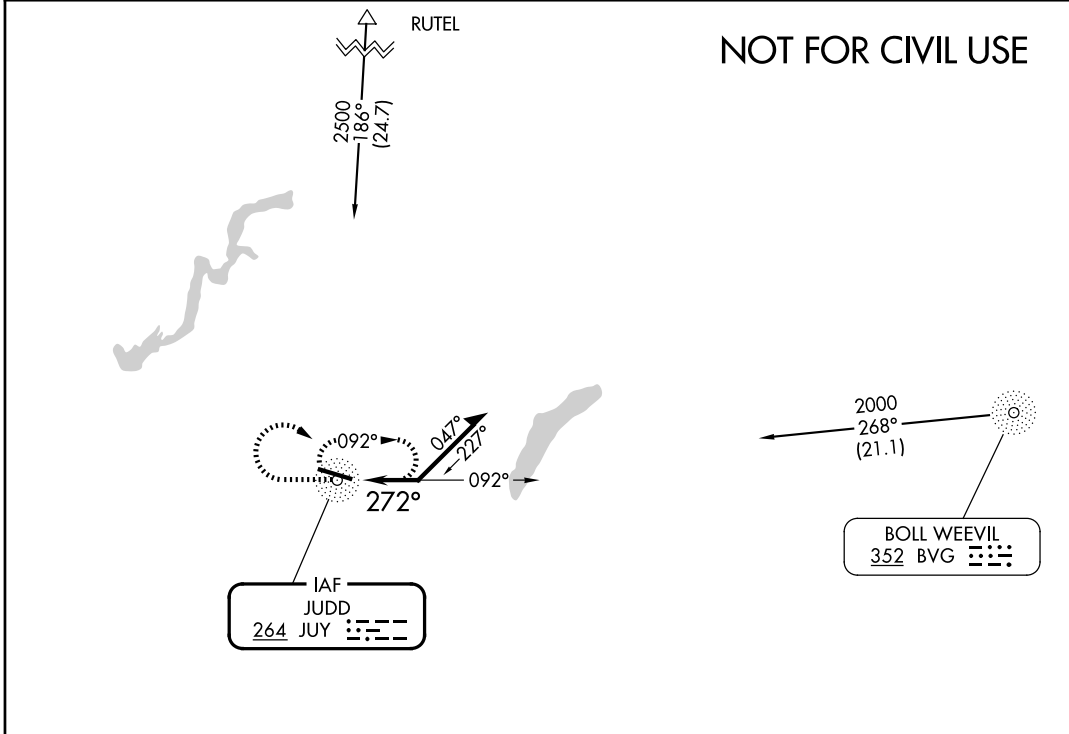 RUTEL
NOT FOR CIVIL USE
2500
186°
(24.7)
2000
268°
(21.1)
092°
047°
227°
092°
272°
BOLL WEEVIL
352 BVG
IAF
JUDD
264 JUY